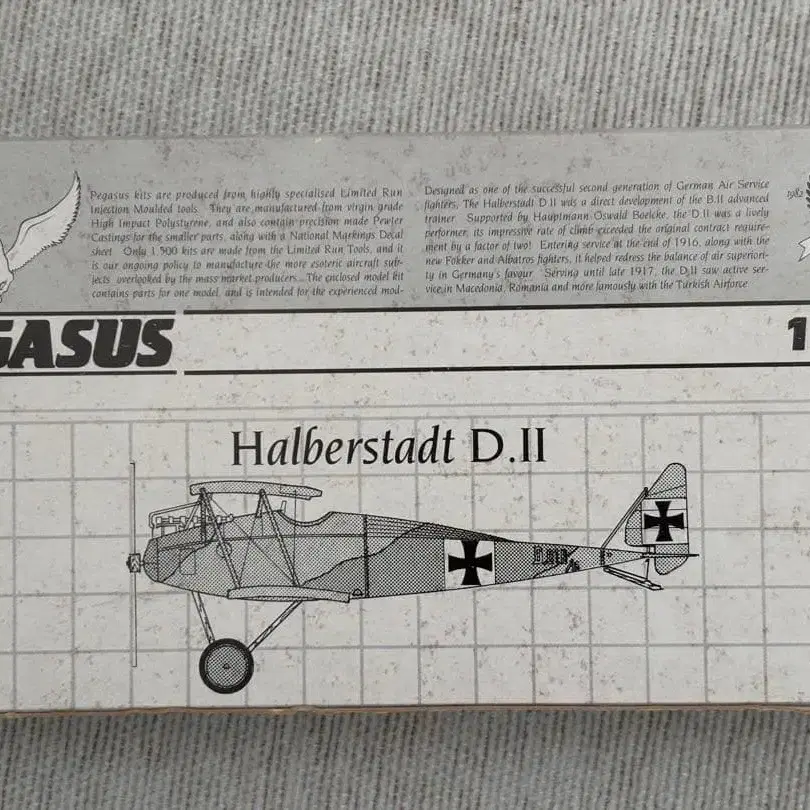 Pegasus kits are produced from highly specialised Limited Run
Injection Moulded tools. They are manufactured from virgin grade
High Impact Polystyrene, and also contain precision made Pewter
Castings for the smaller parts, along with a National Markings Decal
sheet. Only 1,500 kits are made from the Limited Run Tools, and it
is our ongoing policy to manufacture the more esoteric aircraft sub-
jects overlooked by the mass market producers. The enclosed model kit
contains parts for one model, and is intended for the experienced mod-
Designed as one of the successful second generation of German Air Service
fighters, The Halberstadt D.II was a direct development of the B.II advanced
trainer. Supported by Hauptmann Oswald Boelcke, the D.II was a lively
performer, its impressive rate of climb exceeded the original contract require-
ment by a factor of two! Entering service at the end of 1916, along with the
new Fokker and Albatros fighters, it helped redress the balance of air superiori-
ty in Germany's favour. Serving until late 1917, the D.II saw active ser-
vice in Macedonia, Romania and more famously with the Turkish Airforce.
1982
GASUS
1
Halberstadt D.II